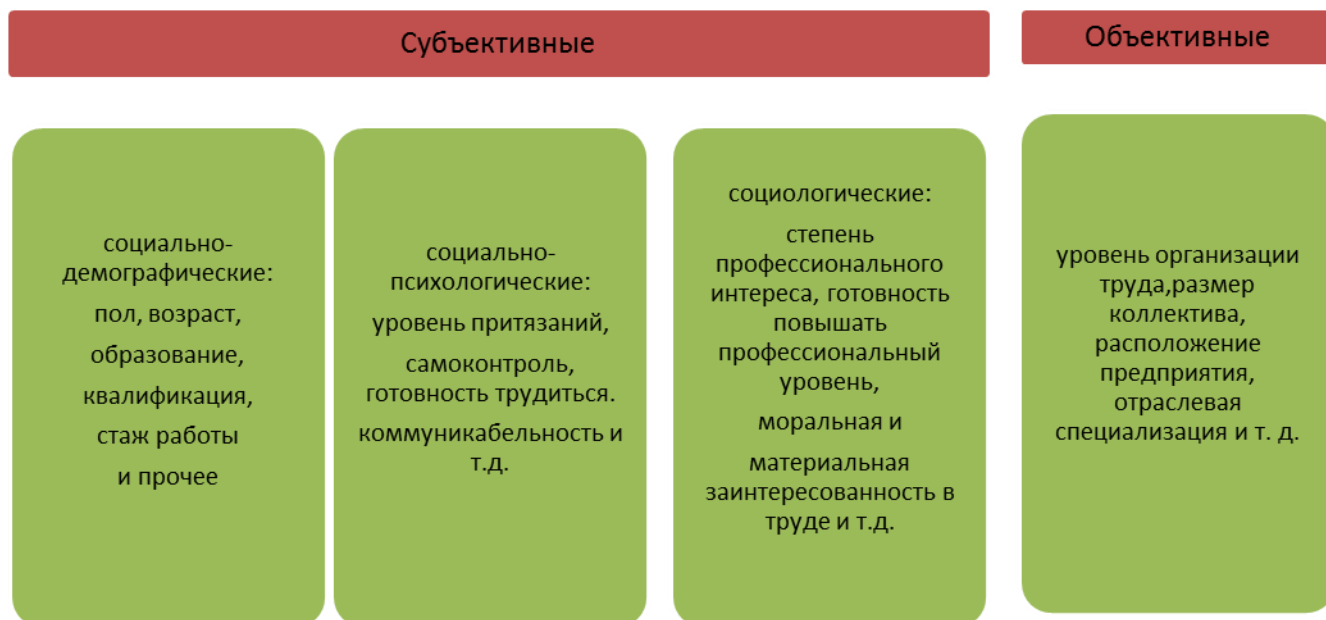 Субъективные
Объективные
социально-
демографические:
пол, возраст,
образование,
квалификация,
стаж работы
и прочее
социально-
психологические:
уровень притязаний,
самоконтроль,
готовность трудиться.
коммуникабельность и
т.д.
социологические:
степень
профессионального
интереса, готовность
повышать
профессиональный
уровень,
моральная и
материальная
заинтересованность в
труде и т.д.
уровень организации
труда,размер
коллектива,
расположение
предприятия,
отраслевая
специализация и т. д.